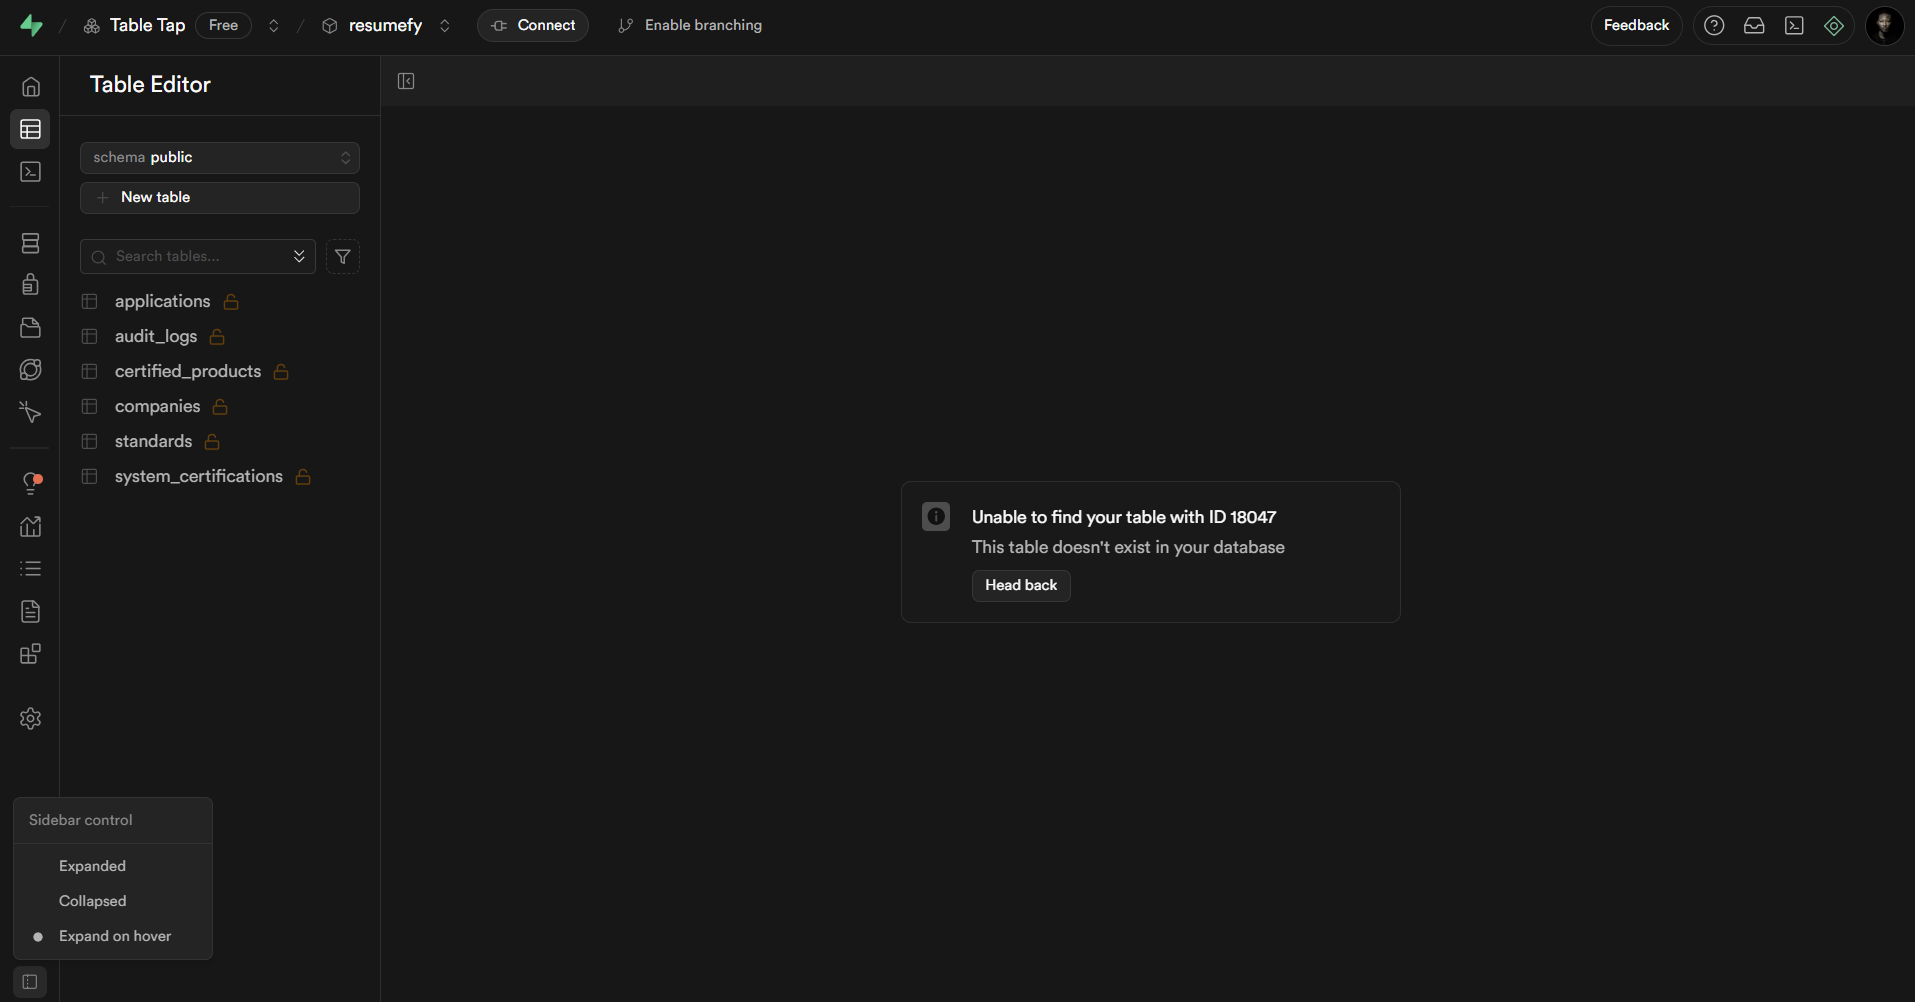 Table Tap Free resumefy Connect Enable branching Feedback
Table Editor
schema public
New table
Search tables...
applications
audit_logs
certified_products
companies
standards
system_certifications
Unable to find your table with ID 18047
This table doesn't exist in your database
Head back
Sidebar control
Expanded
Collapsed
Expand on hover